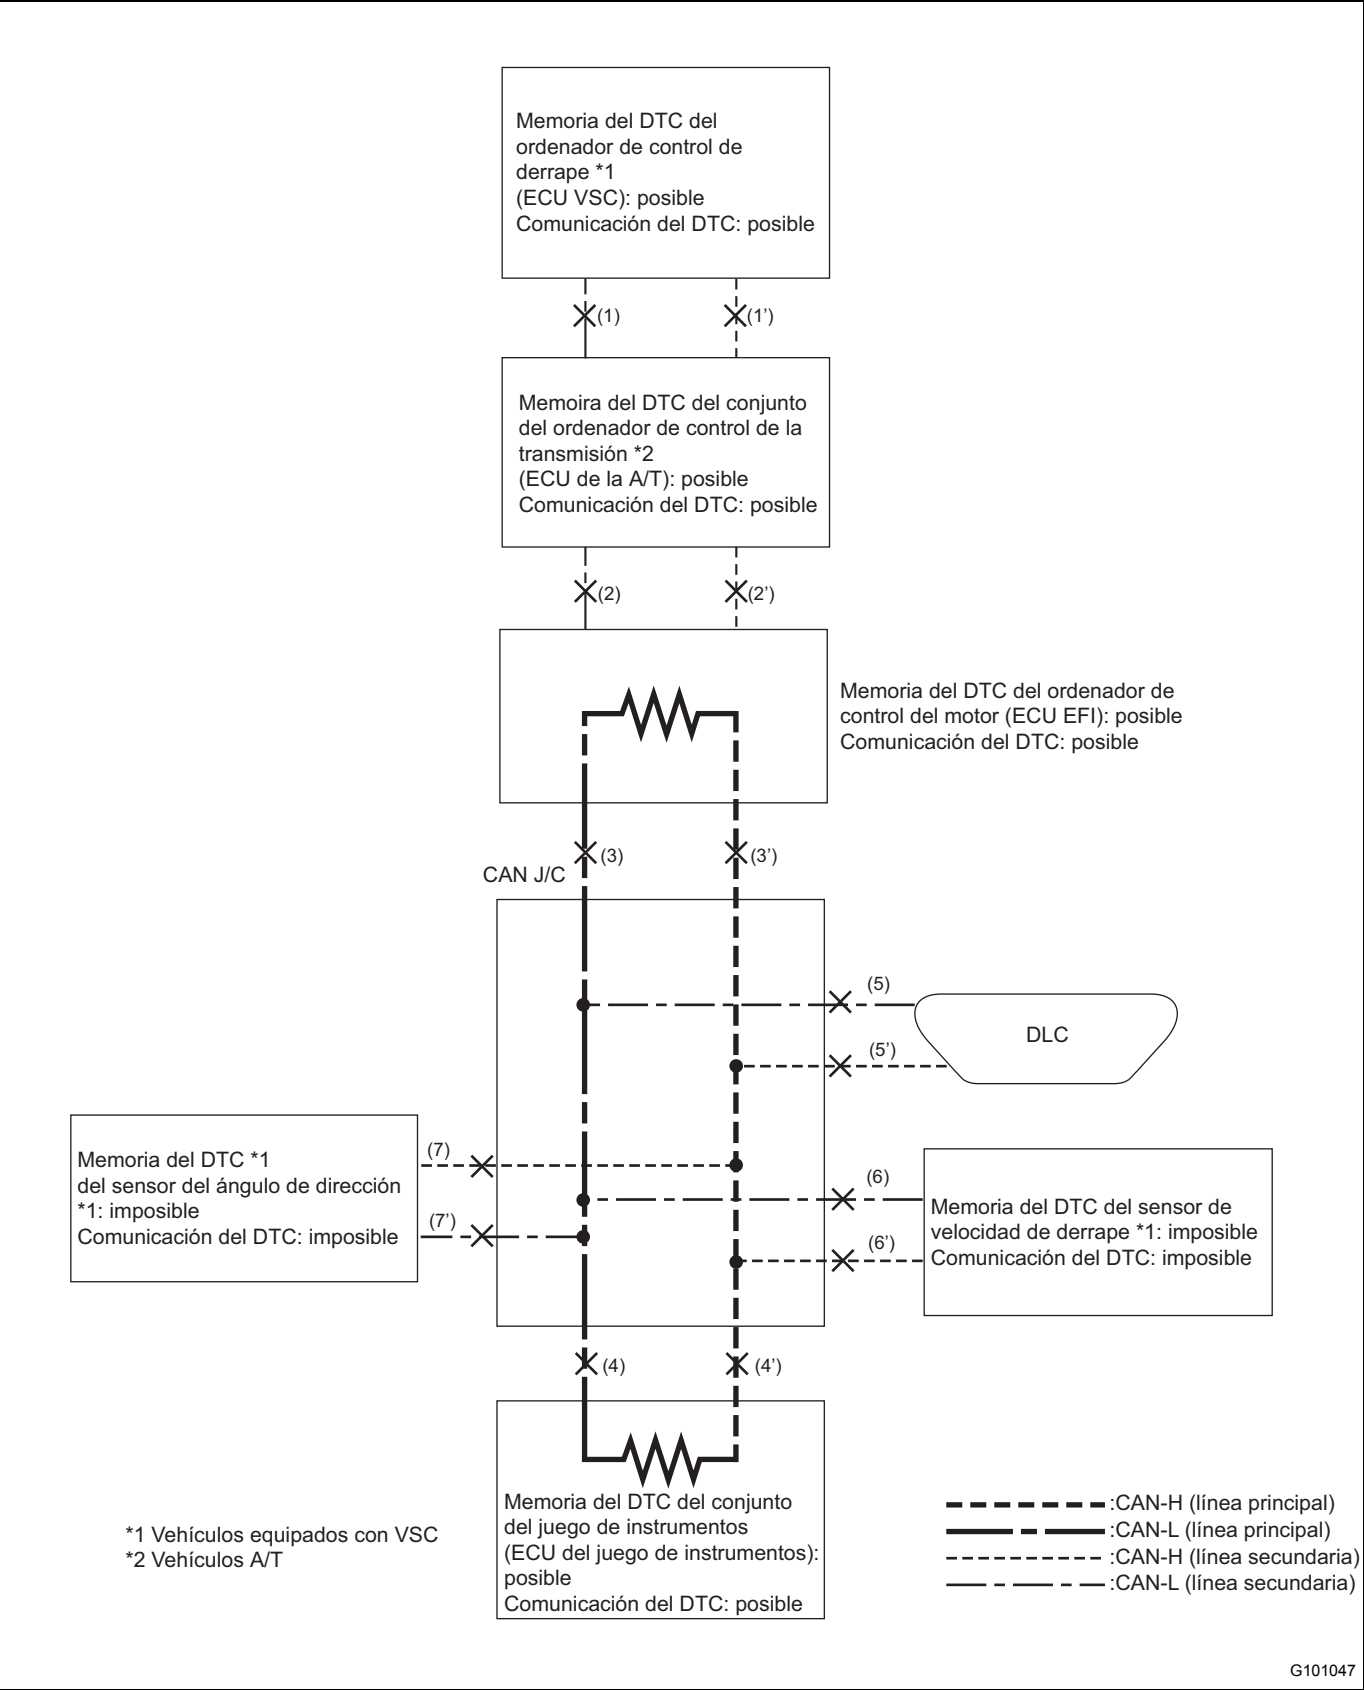 Memoria del DTC del
ordenador de control de
derrape *1
(ECU VSC): posible
Comunicación del DTC: posible
(1)
(1’)
Memoira del DTC del conjunto
del ordenador de control de la
transmisión *2
(ECU de la A/T): posible
Comunicación del DTC: posible
(2)
(2’)
Memoria del DTC del ordenador de
control del motor (ECU EFI): posible
Comunicación del DTC: posible
(3)
(3’)
CAN J/C
(5)
DLC
(5’)
(7)
Memoria del DTC *1
del sensor del ángulo de dirección
*1: imposible
Comunicación del DTC: imposible
(7’)
(6)
Memoria del DTC del sensor de
velocidad de derrape *1: imposible
Comunicación del DTC: imposible
(6’)
(4)
(4’)
Memoria del DTC del conjunto
del juego de instrumentos
(ECU del juego de instrumentos):
posible
Comunicación del DTC: posible
*1 Vehículos equipados con VSC
*2 Vehículos A/T
:CAN-H (línea principal)
:CAN-L (línea principal)
:CAN-H (línea secundaria)
:CAN-L (línea secundaria)
G101047